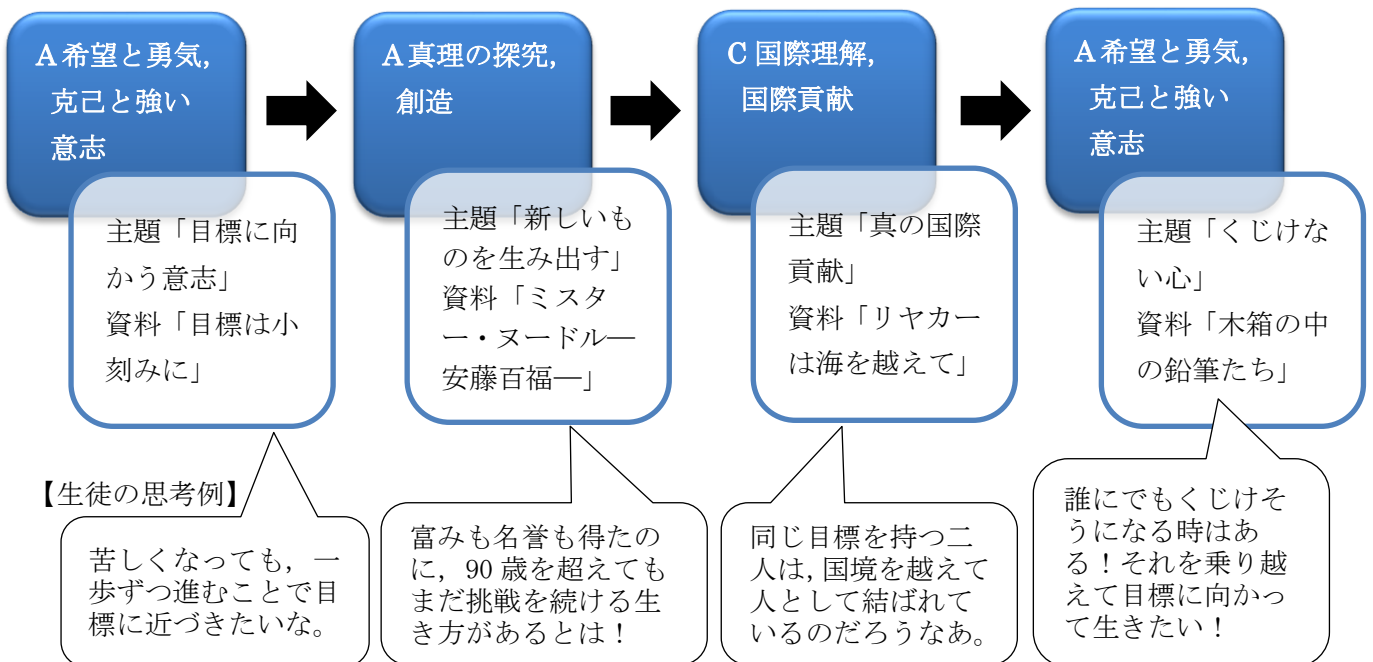 A希望と勇気,
克己と強い
意志
主題「目標に向
かう意志」
資料「目標は小
刻みに」
A真理の探究,
創造
主題「新しいも
のを生み出す」
資料「ミスタ
ー・ヌードル―
安藤百福―」
C 国際理解,
国際貢献
主題「真の国際
貢献」
資料「リヤカー
は海を越えて」
A希望と勇気,
克己と強い
意志
主題「くじけな
い心」
資料「木箱の中
の鉛筆たち」
【生徒の思考例】
苦しくなっても，一
歩ずつ進むことで目
標に近づきたいな。
富みも名誉も得たの
に，90 歳を超えても
まだ挑戦を続ける生
き方があるとは！
同じ目標を持つ二
人は，国境を越えて
人として結ばれて
いるのだろうなあ。
誰にでもくじけそ
うになる時はあ
る！それを乗り越
えて目標に向かっ
て生きたい！